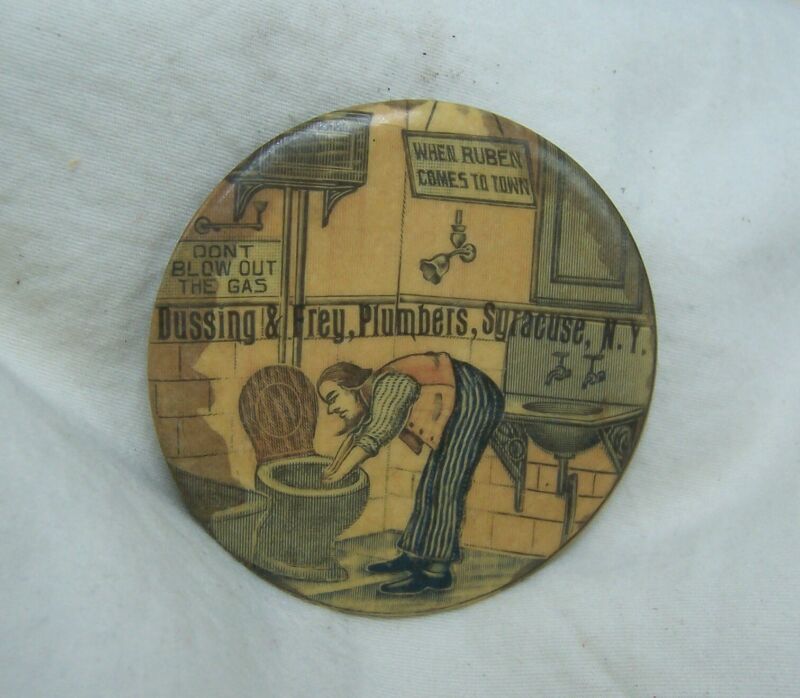 WHEN RUBEN
COMES TO TOWN
DONT
BLOW OUT
THE GAS
Dussing & Frey, Plumbers, Syracuse, N.Y.